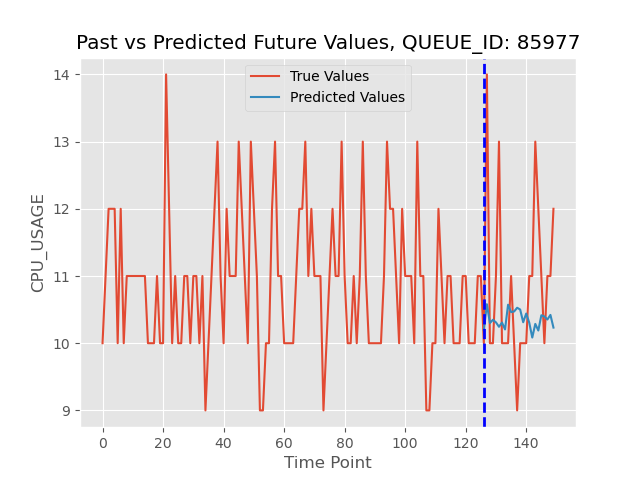 Past vs Predicted Future Values, QUEUE_ID: 85977
True Values
Predicted Values
14
13
12
11
10
9
CPU_USAGE
0
20
40
60
80
100
120
140
Time Point